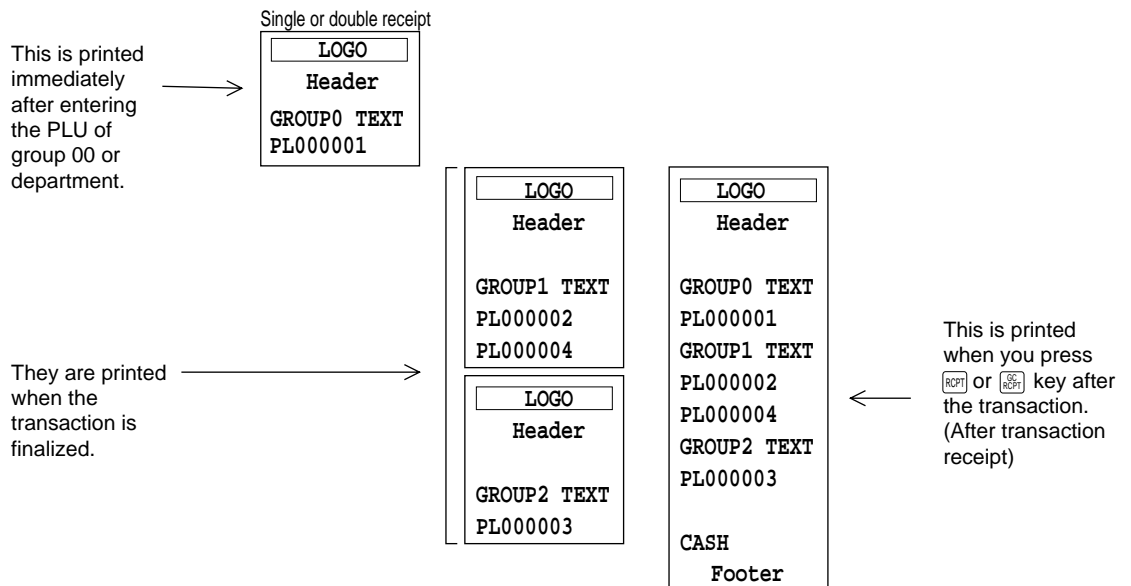 Single or double receipt
This is printed
immediately
after entering
the PLU of
group 00 or
department.
LOGO
Header
GROUP0 TEXT
PL000001
They are printed
when the
transaction is
finalized.
LOGO
Header
GROUP1 TEXT
PL000002
PL000004
LOGO
Header
GROUP2 TEXT
PL000003
LOGO
Header
GROUP0 TEXT
PL000001
GROUP1 TEXT
PL000002
PL000004
GROUP2 TEXT
PL000003
CASH
Footer
This is printed
when you press
RCPT or GC RCPT key after
the transaction.
(After transaction
receipt)